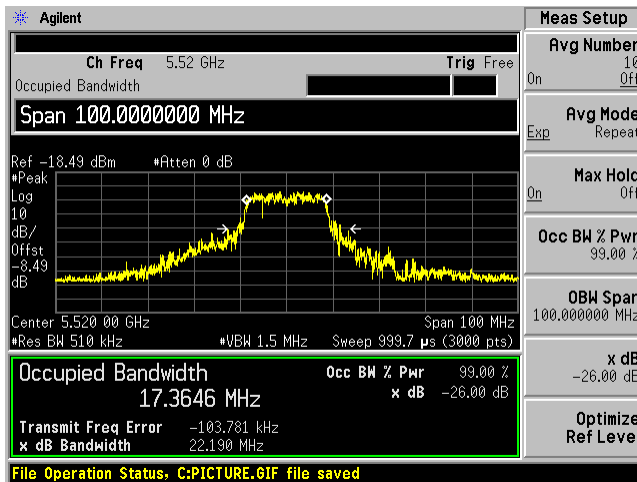 Agilent
Meas Setup
Ch Freq 5.52 GHz Trig Free
Occupied Bandwidth
Span 100.0000000 MHz
Ref -18.49 dBm #Atten 0 dB
#Peak
Log
10
dB/
Offst
-8.49
dB
Center 5.520 00 GHz Span 100 MHz
#Res BW 510 kHz #VBW 1.5 MHz Sweep 999.7 µs (3000 pts)
Occupied Bandwidth Occ BW % Pwr 99.00 %
17.3646 MHz x dB -26.00 dB
Transmit Freq Error -103.781 kHz
x dB Bandwidth 22.190 MHz
File Operation Status, C:PICTURE.GIF file saved
Avg Number
10
On Off
Avg Mode
Exp Repeat
Max Hold
On Off
Occ BW % Pwr
99.00 %
OBW Span
100.000000 MHz
x dB
-26.00 dB
Optimize
Ref Level